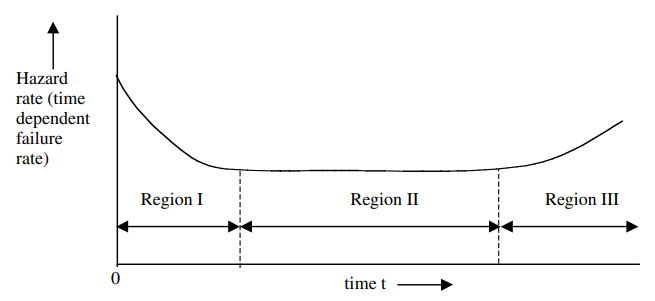 Hazard
rate (time
dependent
failure
rate)
Region I
Region II
Region III
0
time t